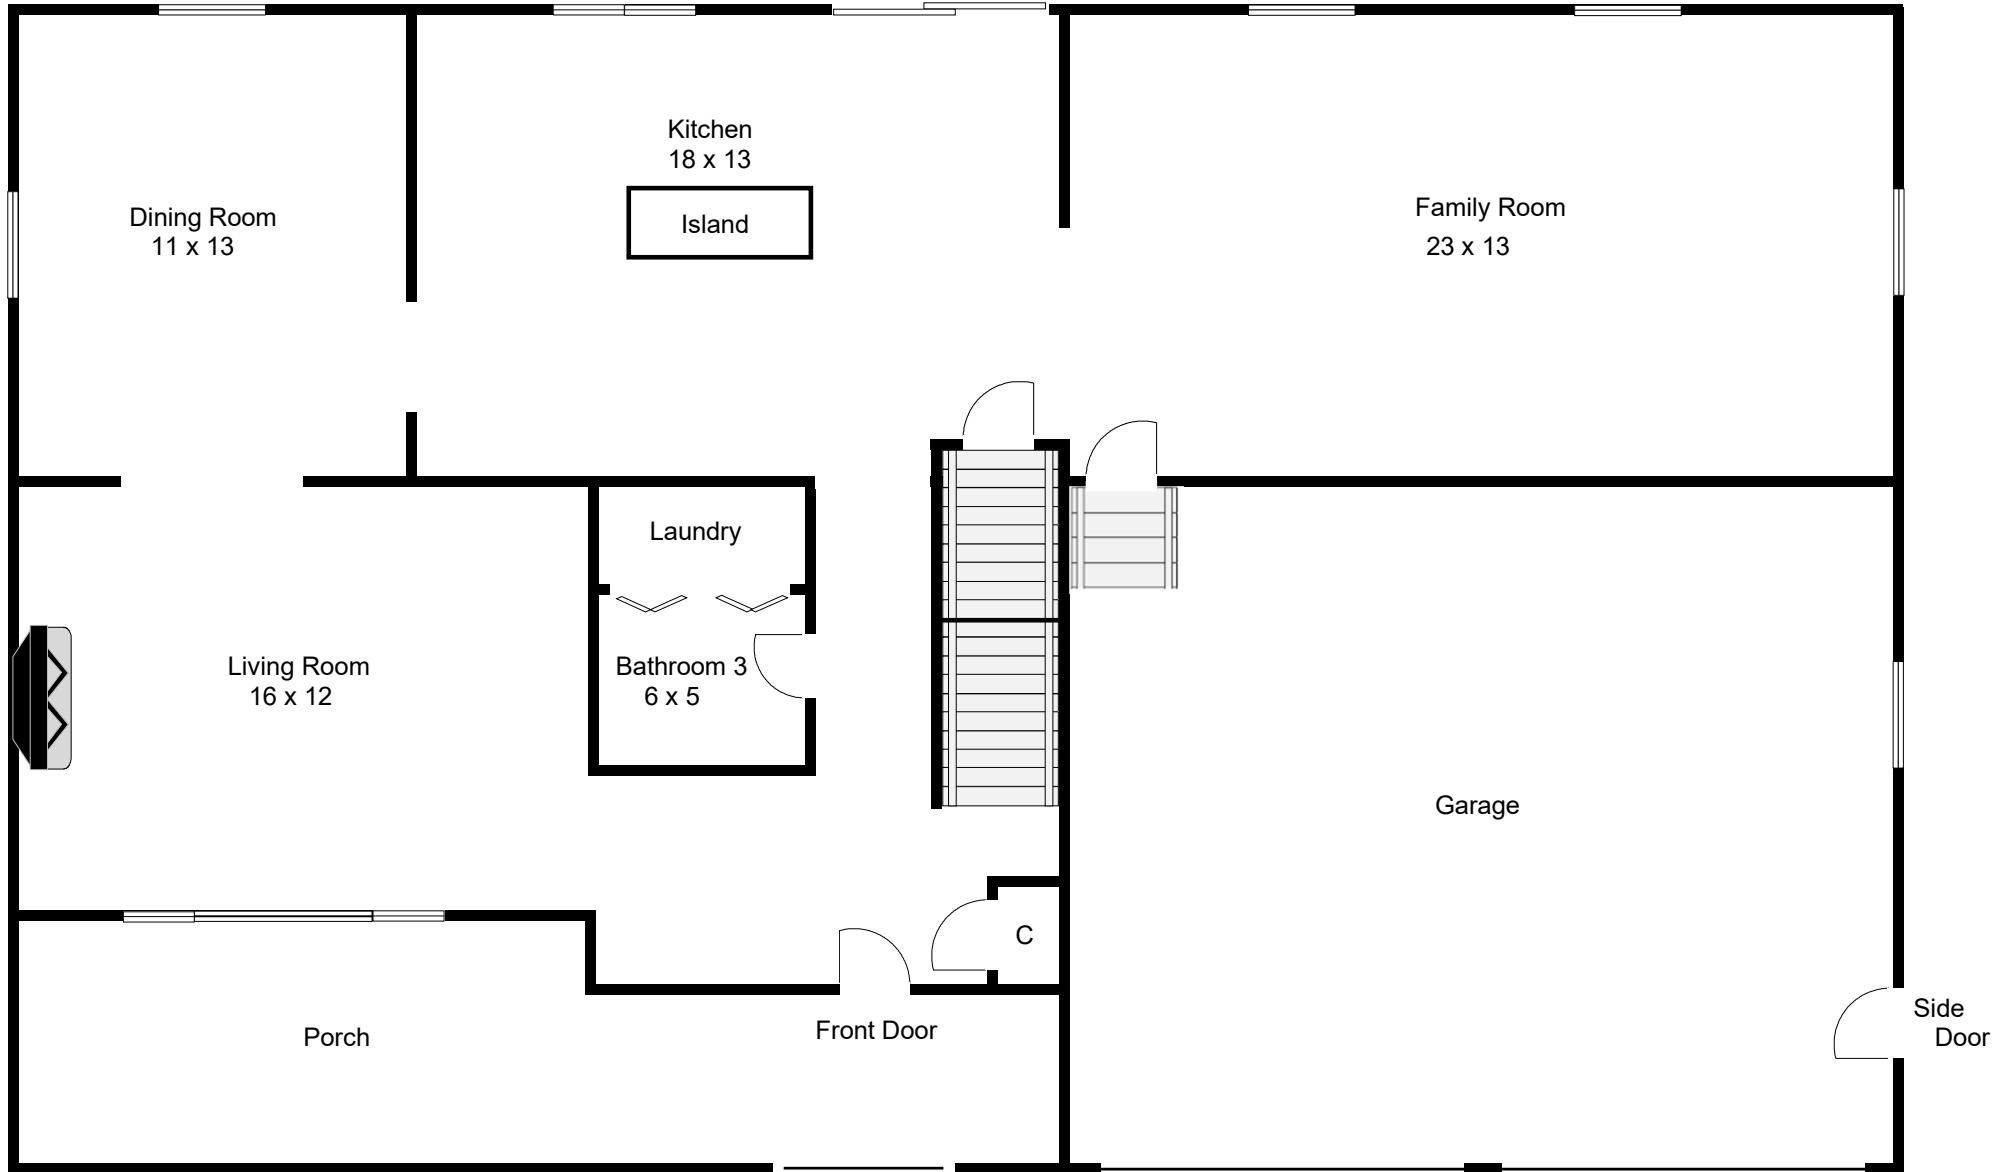 Kitchen
18 x 13
Island
Dining Room
11 x 13
Family Room
23 x 13
Laundry
Living Room
16 x 12
Bathroom 3
6 x 5
Garage
C
Porch
Front Door
Side
Door